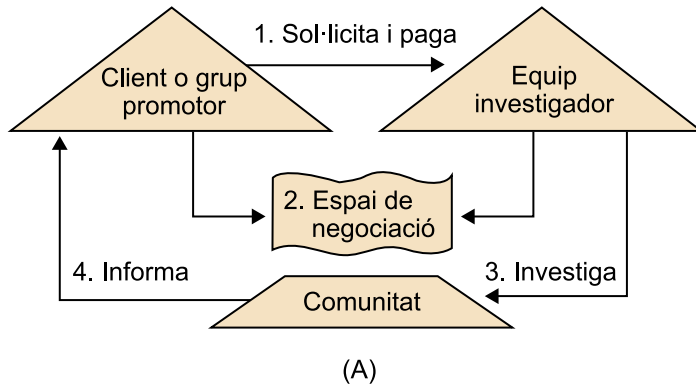 1. Sol·licita i paga
Client o grup
promotor
Equip
investigador
2. Espai de
negociació
4. Informa
3. Investiga
Comunitat
(A)